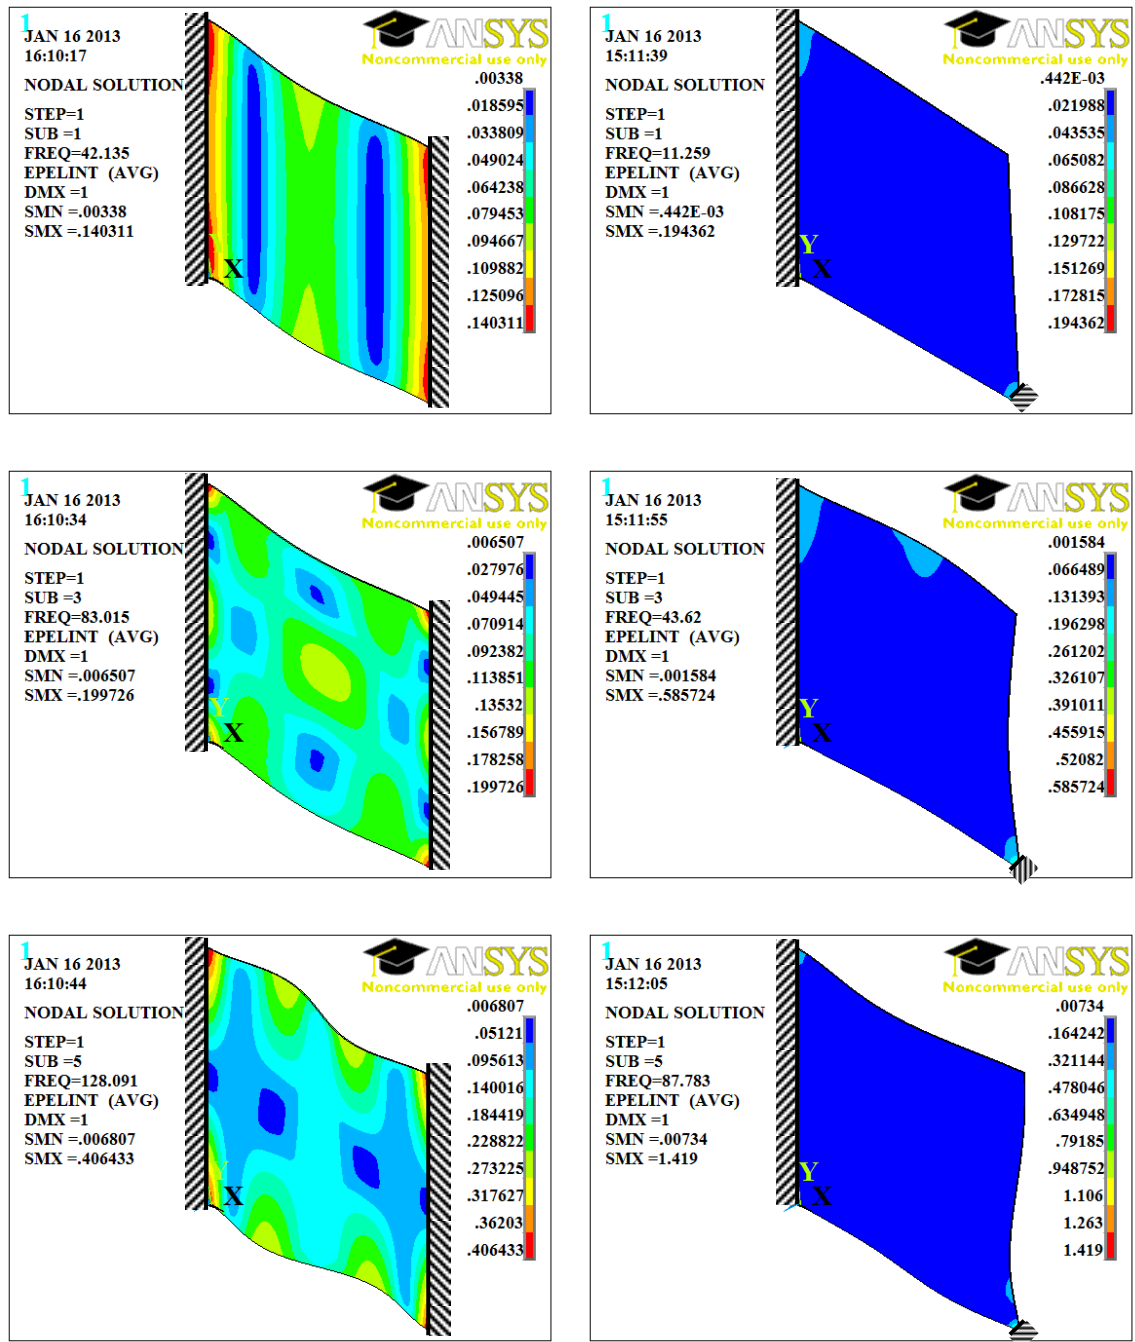 1
JAN 16 2013
16:10:17
NODAL SOLUTION
STEP=1
SUB =1
FREQ=42.135
EPELINT (AVG)
DMX =1
SMN =.00338
SMX =.140311
Y
X
ANSYS
Noncommercial use only
.00338
.018595
.033809
.049024
.064238
.079453
.094667
.109882
.125096
.140311
1
JAN 16 2013
15:11:39
NODAL SOLUTION
STEP=1
SUB =1
FREQ=11.259
EPELINT (AVG)
DMX =1
SMN =.442E-03
SMX =.194362
Y
X
ANSYS
Noncommercial use only
.442E-03
.021988
.043535
.065082
.086628
.108175
.129722
.151269
.172815
.194362
1
JAN 16 2013
16:10:34
NODAL SOLUTION
STEP=1
SUB =3
FREQ=83.015
EPELINT (AVG)
DMX =1
SMN =.006507
SMX =.199726
Y
X
ANSYS
Noncommercial use only
.006507
.027976
.049445
.070914
.092382
.113851
.13532
.156789
.178258
.199726
1
JAN 16 2013
15:11:55
NODAL SOLUTION
STEP=1
SUB =3
FREQ=43.62
EPELINT (AVG)
DMX =1
SMN =.001584
SMX =.585724
Y
X
ANSYS
Noncommercial use only
.001584
.066489
.131393
.196298
.261202
.326107
.391011
.455915
.52082
.585724
1
JAN 16 2013
16:10:44
NODAL SOLUTION
STEP=1
SUB =5
FREQ=128.091
EPELINT (AVG)
DMX =1
SMN =.006807
SMX =.406433
Y
X
ANSYS
Noncommercial use only
.006807
.05121
.095613
.140016
.184419
.228822
.273225
.317627
.36203
.406433
1
JAN 16 2013
15:12:05
NODAL SOLUTION
STEP=1
SUB =5
FREQ=87.783
EPELINT (AVG)
DMX =1
SMN =.00734
SMX =1.419
Y
X
ANSYS
Noncommercial use only
.00734
.164242
.321144
.478046
.634948
.79185
.948752
1.106
1.263
1.419